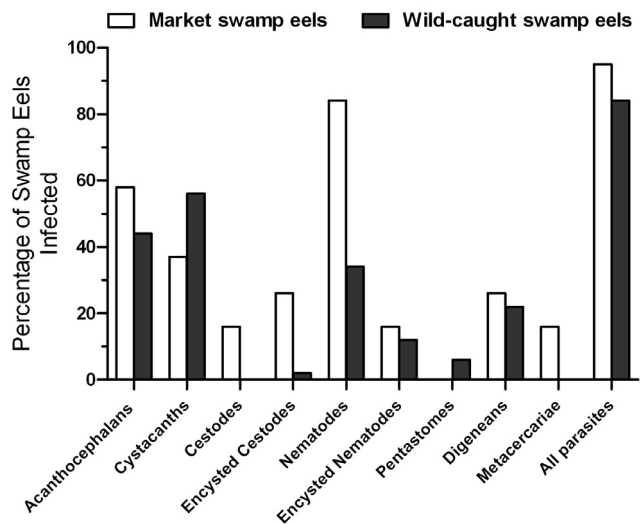 Market swamp eels
Wild-caught swamp eels
Percentage of Swamp Eels
Infected
100
80
60
40
20
0
Acanthocephalans
Cystacanths
Cestodes
Encysted Cestodes
Nematodes
Encysted Nematodes
Pentastomes
Digeneans
Metacercariae
All parasites